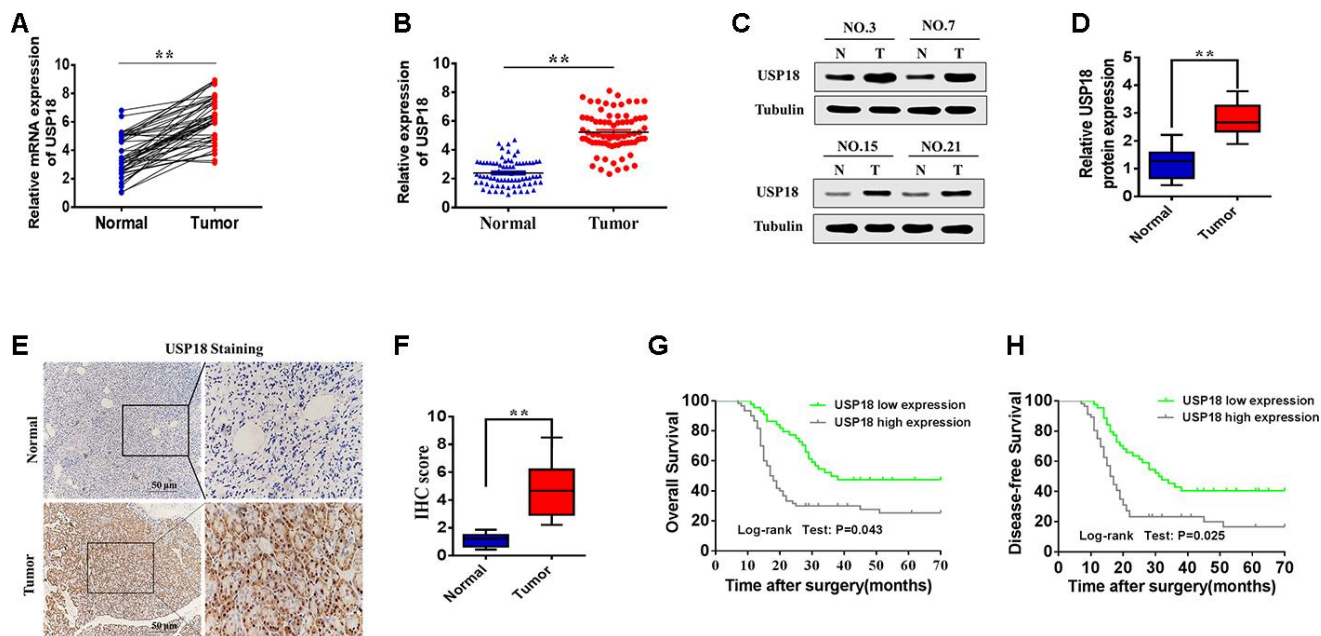 A
Relative mRNA expression
of USP18
**
10
8
6
4
2
0
Normal
Tumor
B
Relative expression
of USP18
**
10
8
6
4
2
0
Normal
Tumor
C
NO.3
NO.7
N
T
N
T
USP18
Tubulin
NO.15
NO.21
N
T
N
T
USP18
Tubulin
D
Relative USP18
protein expression
**
5
4
3
2
1
0
Normal
Tumor
E
USP18 Staining
Normal
50 μm
Tumor
50 μm
F
IHC score
**
10
8
6
4
2
0
Normal
Tumor
G
Overall Survival
100
80
60
40
20
0
USP18 low expression
USP18 high expression
Log-rank Test: P=0.043
0 10 20 30 40 50 60 70
Time after surgery(months)
H
Disease-free Survival
100
80
60
40
20
0
USP18 low expression
USP18 high expression
Log-rank Test: P=0.025
0 10 20 30 40 50 60 70
Time after surgery(months)